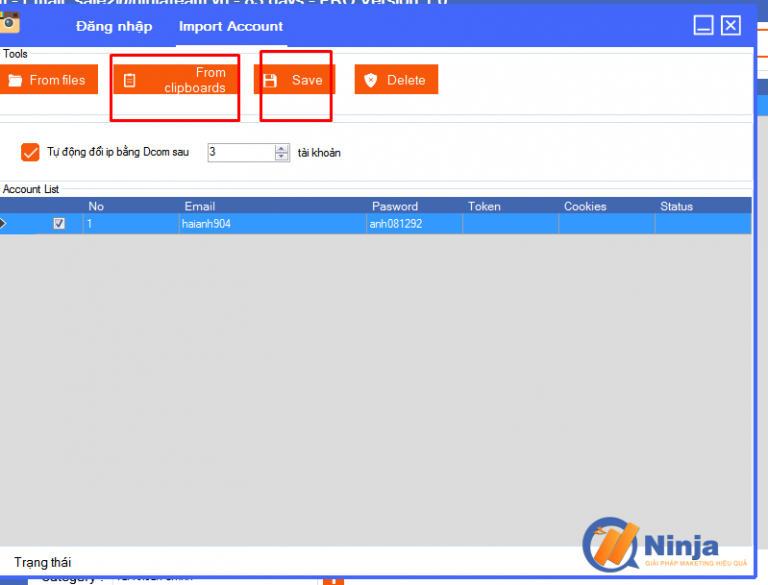 Đăng nhập Import Account
Tools
From files
From
clipboards
Save
Delete
Tự động đổi ip bằng Dcom sau 3 tài khoản
Account List
No Email Pasword Token Cookies Status
1 haianh904 anh081292
Ninja
GIẢI PHÁP MAKETING HIỆU QUẢ
Trạng thái